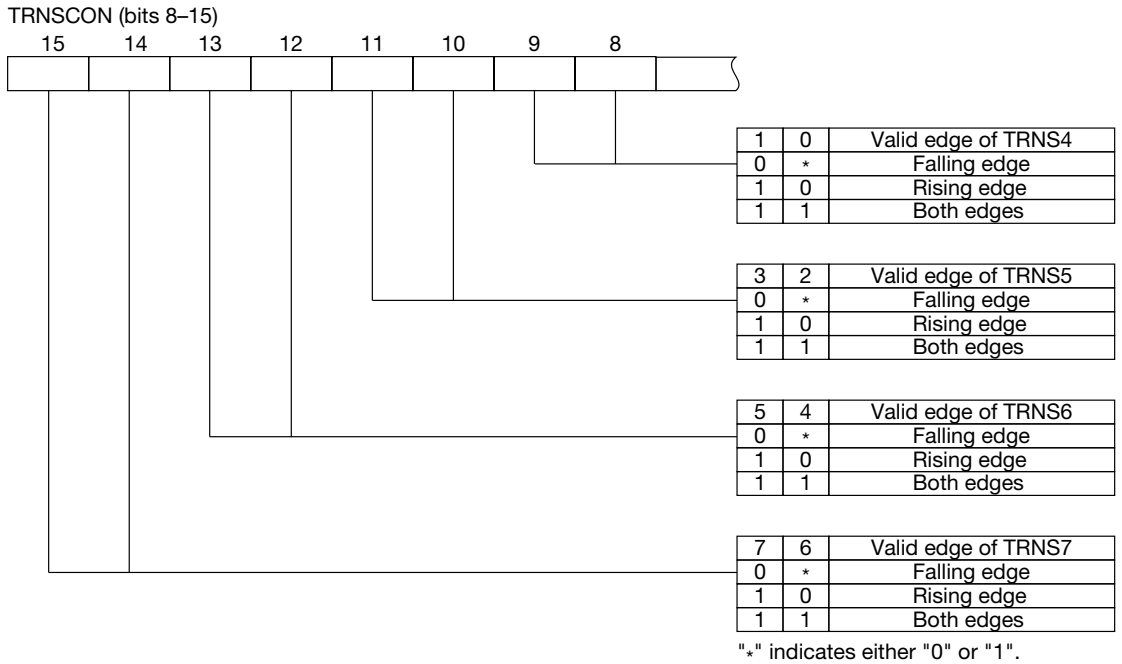 TRNSCON (bits 8–15)
15 14 13 12 11 10 9 8
1 0 Valid edge of TRNS4
0 * Falling edge
1 0 Rising edge
1 1 Both edges
3 2 Valid edge of TRNS5
0 * Falling edge
1 0 Rising edge
1 1 Both edges
5 4 Valid edge of TRNS6
0 * Falling edge
1 0 Rising edge
1 1 Both edges
7 6 Valid edge of TRNS7
0 * Falling edge
1 0 Rising edge
1 1 Both edges
"*" indicates either "0" or "1".